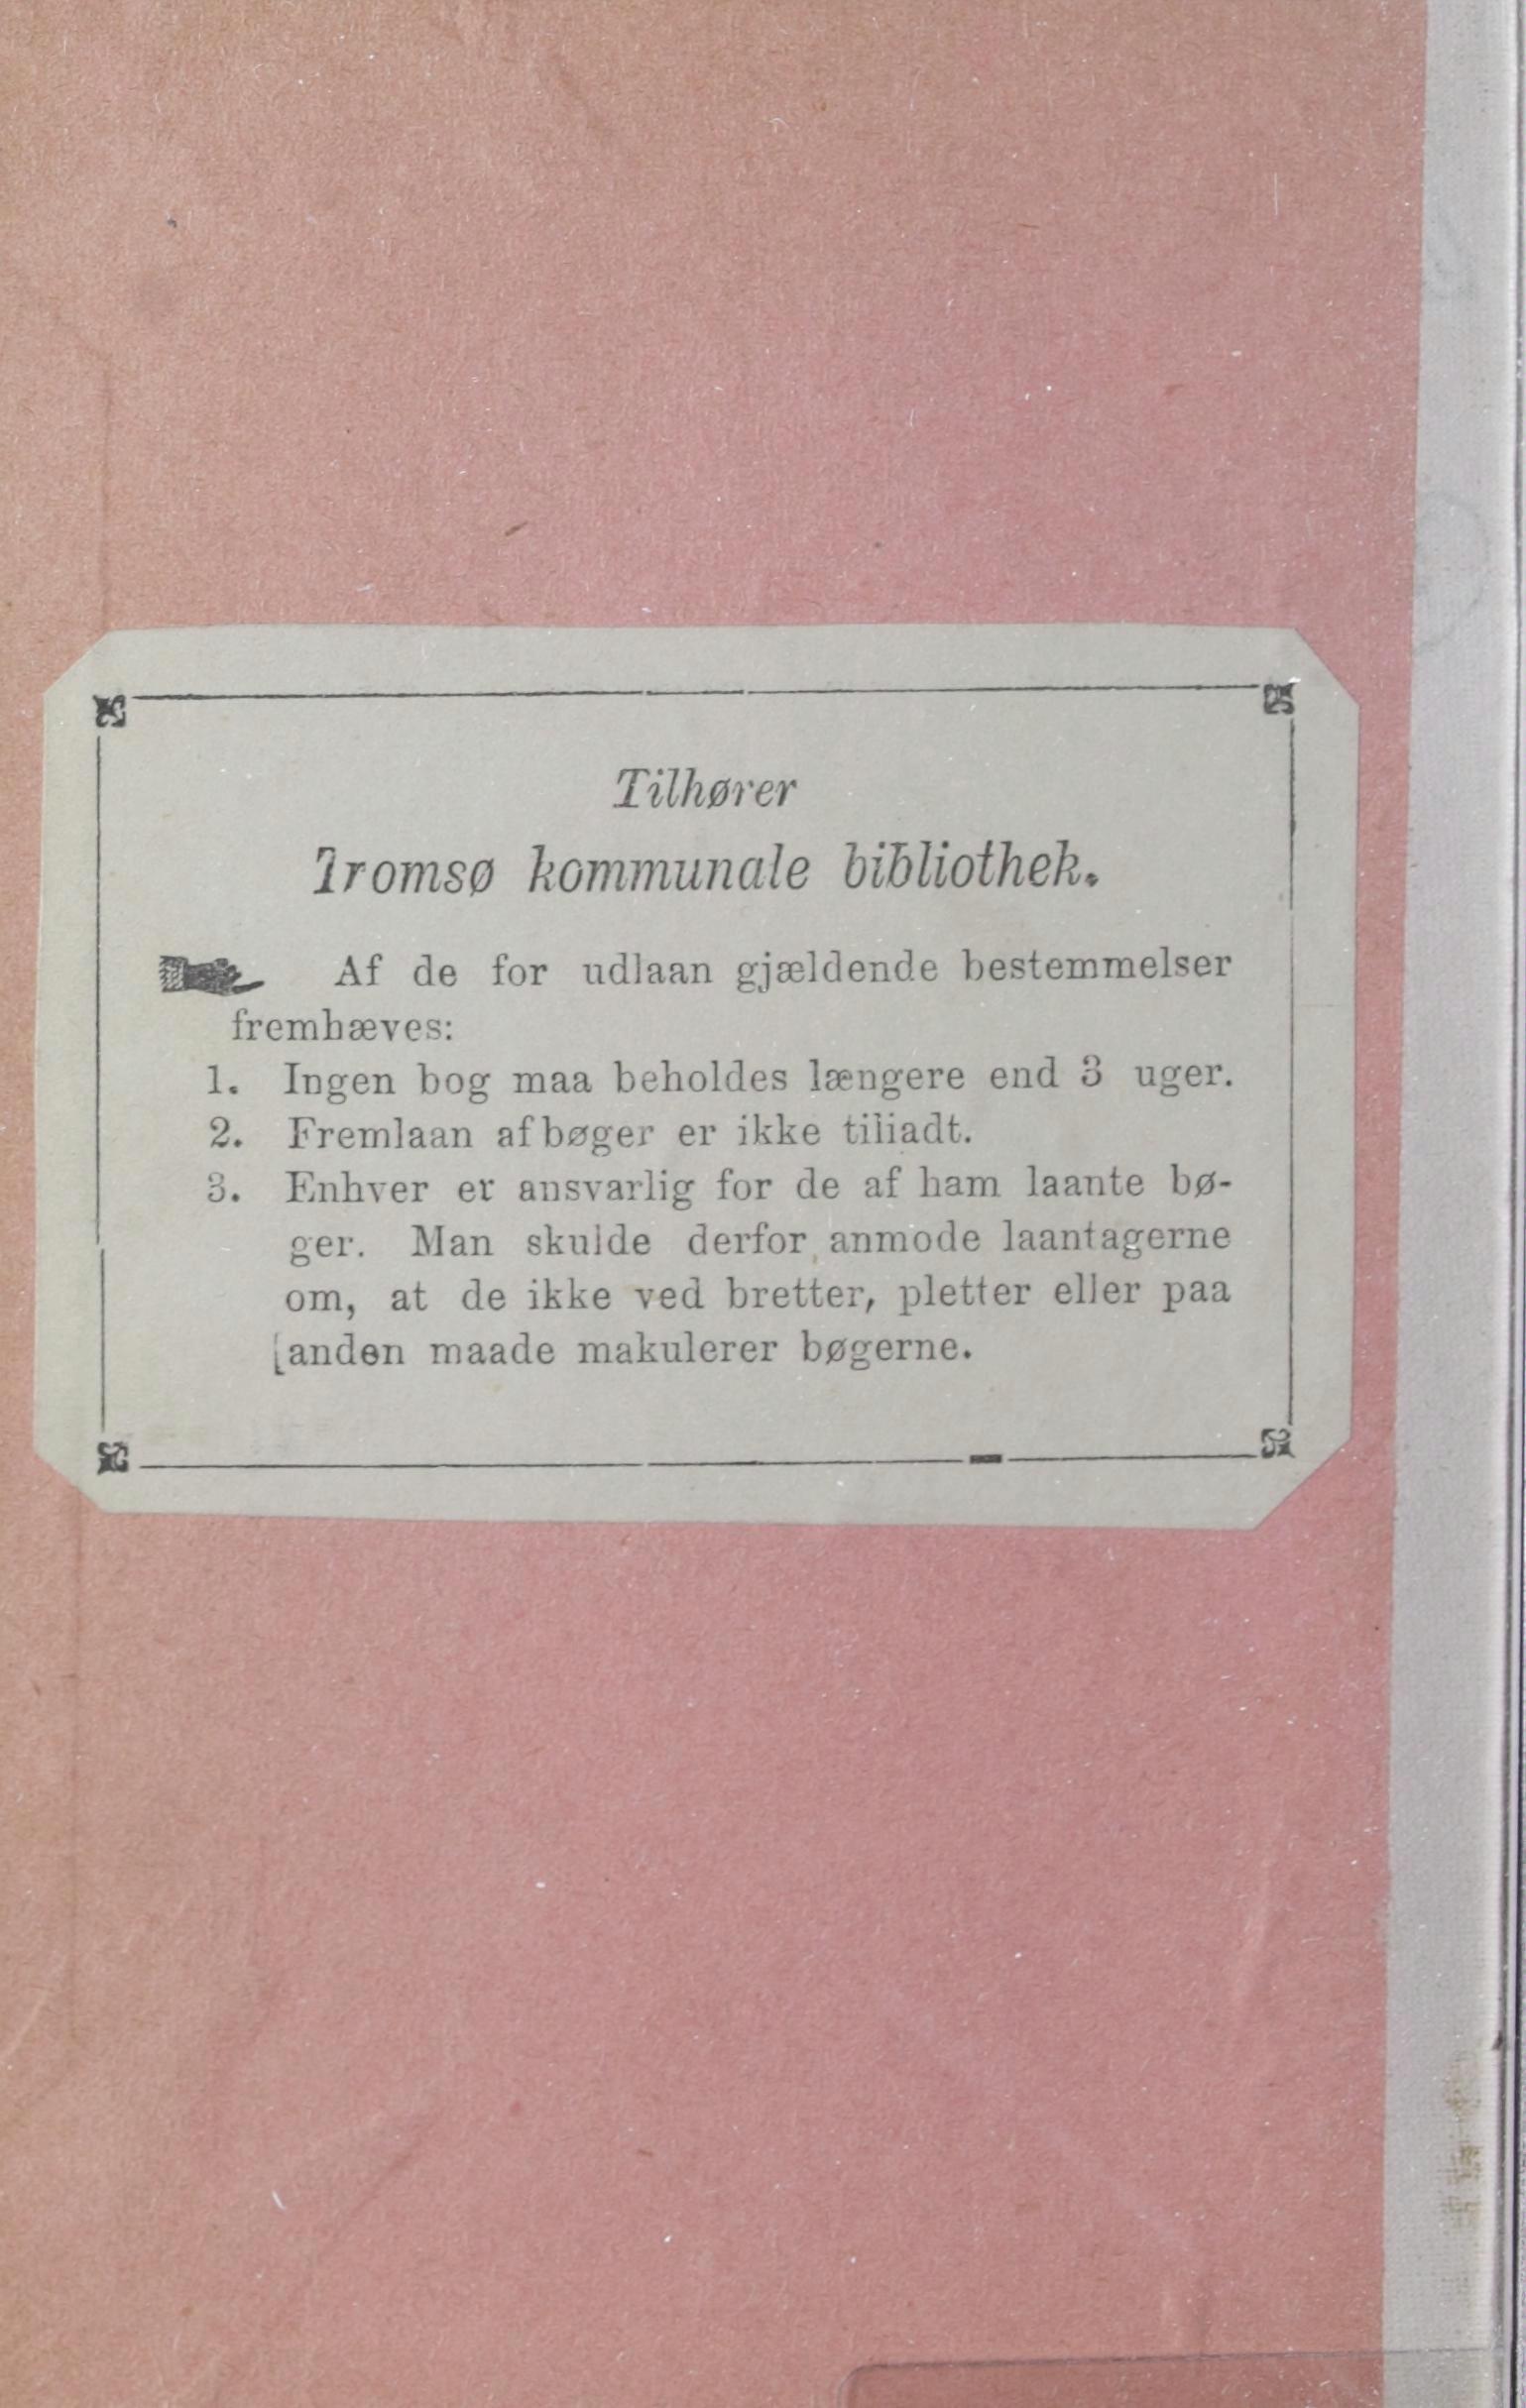 Tilhører
Tromsø kommunale bibliothek.
Af de for udlaan gjældende bestemmelser
fremhæves:
1. Ingen bog maa beholdes længere end 3 uger.
2. Fremlaan af bøger er ikke tilladt.
3. Enhver er ansvarlig for de af ham laante bø-
ger. Man skulde derfor anmode laantagerne
om, at de ikke ved bretter, pletter eller paa
anden maade makulerer bøgerne.